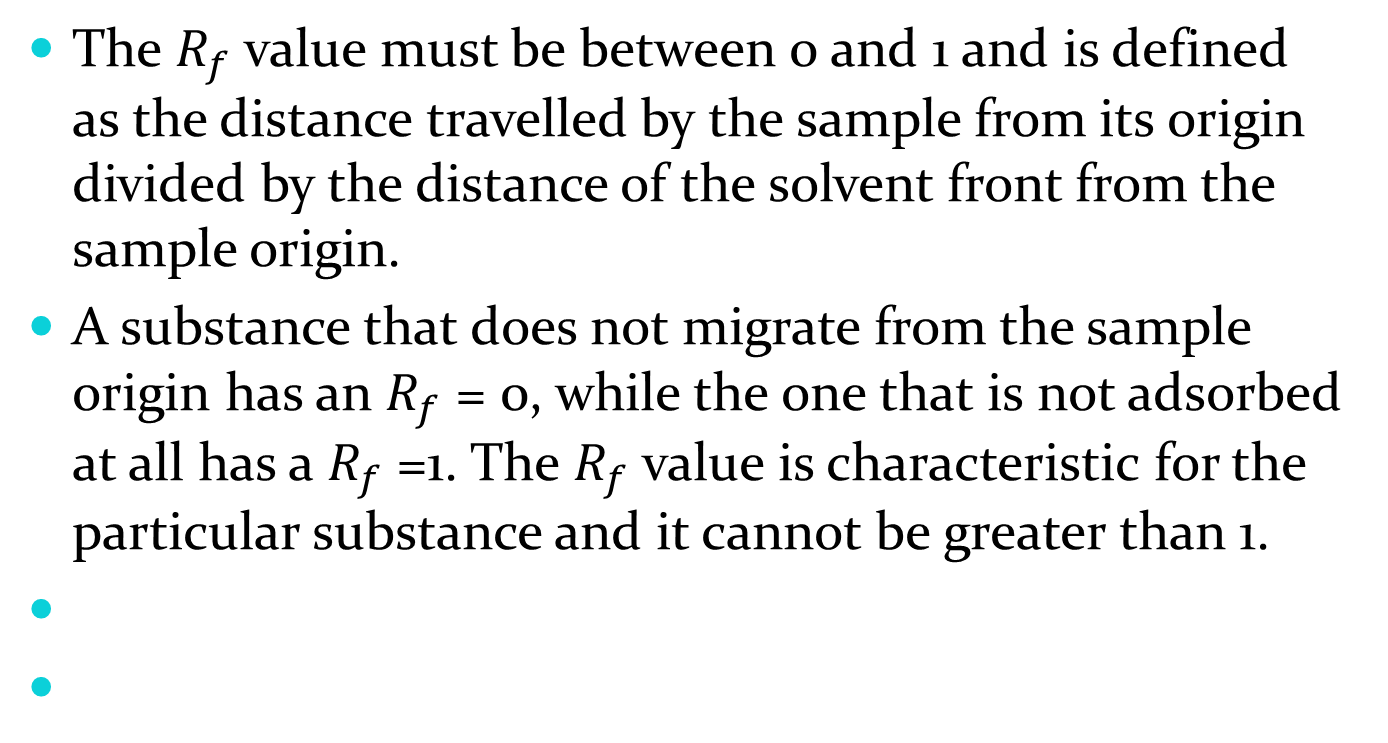 • The R_f value must be between 0 and 1 and is defined
as the distance travelled by the sample from its origin
divided by the distance of the solvent front from the
sample origin.
• A substance that does not migrate from the sample
origin has an R_f = 0, while the one that is not adsorbed
at all has a R_f =1. The R_f value is characteristic for the
particular substance and it cannot be greater than 1.
•
•